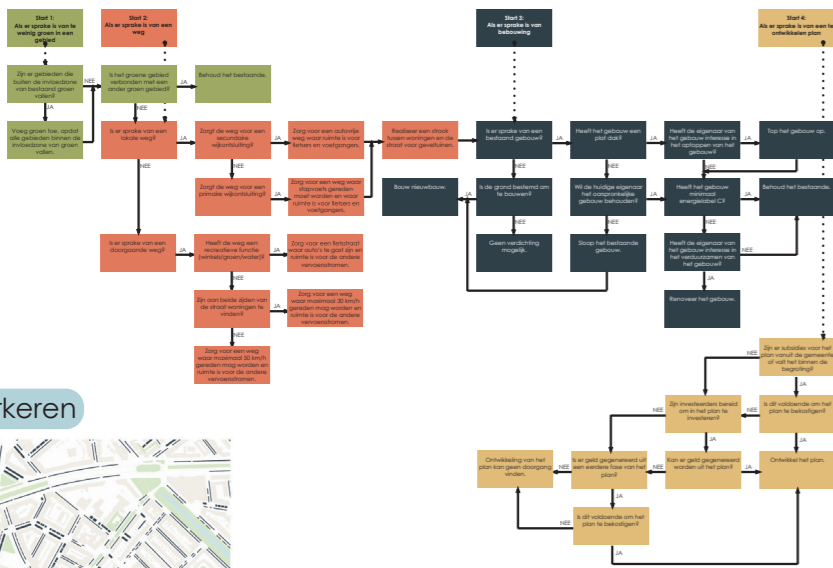 Start 1:
Als er sprake is van te
weinig groen in een
gebied
Start 2:
Als er sprake is van een
weg
Start 3:
Als er sprake is van
bebouwing
Start 4:
Als er sprake is van een te
ontwikkelen plan
Zijn er gebieden die
buiten de invloedzone
van bestaand groen
vallen?
NEE
Is het groene gebied
verbonden met een
ander groen gebied?
JA
Behoud het bestaande.
JA
NEE
Voeg groen toe, opdat
alle gebieden binnen de
invloedzone van groen
vallen.
Is er sprake van een
lokale weg?
JA
Zorgt de weg voor een
secundaire
wijkontsluiting?
JA
Zorg voor een autovrije
weg waar ruimte is voor
fietsers en voetgangers.
Realiseer een strook
tussen woningen en de
straat voor geveltuinen.
Is er sprake van een
bestaand gebouw?
JA
Heeft het gebouw een
plat dak?
JA
Heeft de eigenaar van
het gebouw interesse in
het optoppen van het
gebouw?
JA
Top het gebouw op.
NEE
NEE
NEE
NEE
NEE
Zorgt de weg voor een
primaire wijkontsluiting?
JA
Zorg voor een weg waar
stapvoets gereden
moet worden en waar
ruimte is voor fietsers en
voetgangers.
Bouw nieuwbouw.
JA
Is de grond bestemd om
te bouwen?
Wil de huidige eigenaar
het oorspronkelijke
gebouw behouden?
JA
Heeft het gebouw
minimaal
energielabel C?
JA
Behoud het bestaande.
NEE
NEE
NEE
Is er sprake van een
doorgaande weg?
JA
Heeft de weg een
recreatieve functie
(winkels/groen/water)?
JA
Zorg voor een fietsstraat
waar auto's te gast zijn en
ruimte is voor de andere
vervoersstromen.
Geen verdichting
mogelijk.
Sloop het bestaande
gebouw.
Heeft de eigenaar van
het gebouw interesse in
het verduurzamen van
het gebouw?
NEE
NEE
JA
Zijn aan beide zijden van
de straat woningen te
vinden?
JA
Zorg voor een weg
waar maximaal 30 km/h
gereden mag worden en
ruimte is voor de andere
vervoersstromen.
Renoveer het gebouw.
NEE
Zorg voor een weg
waar maximaal 50 km/h
gereden mag worden en
ruimte is voor de andere
vervoersstromen.
Zijn er subsidies voor het
plan vanuit de gemeente
of valt het binnen de
begroting?
NEE
JA
rkeren
Zijn investeerders bereid
om in het plan te
investeren?
NEE
NEE
Is dit voldoende om het
plan te bekostigen?
JA
JA
Ontwikkeling van het
plan kan geen doorgang
vinden.
NEE
Is er geld gegenereerd uit
een eerdere fase van het
plan?
NEE
Kan er geld gegenereerd
worden uit het plan?
JA
Ontwikkel het plan.
JA
Is dit voldoende om het
plan te bekostigen?
NEE
JA